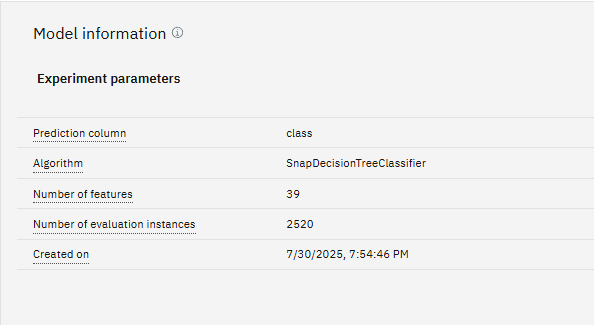 Model information
Experiment parameters
Prediction column class
Algorithm SnapDecisionTreeClassifier
Number of features 39
Number of evaluation instances 2520
Created on 7/30/2025, 7:54:46 PM